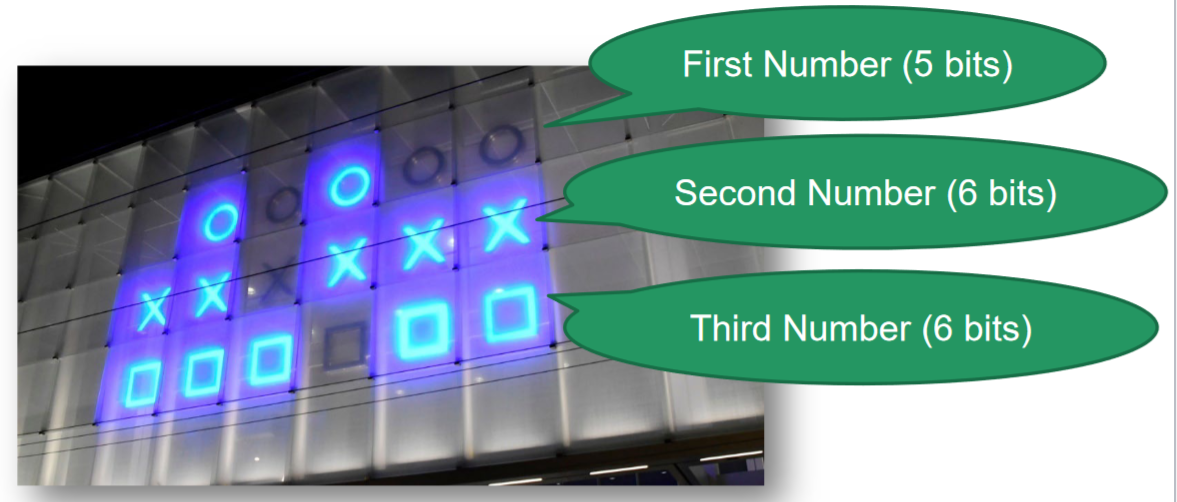 First Number (5 bits)
Second Number (6 bits)
Third Number (6 bits)